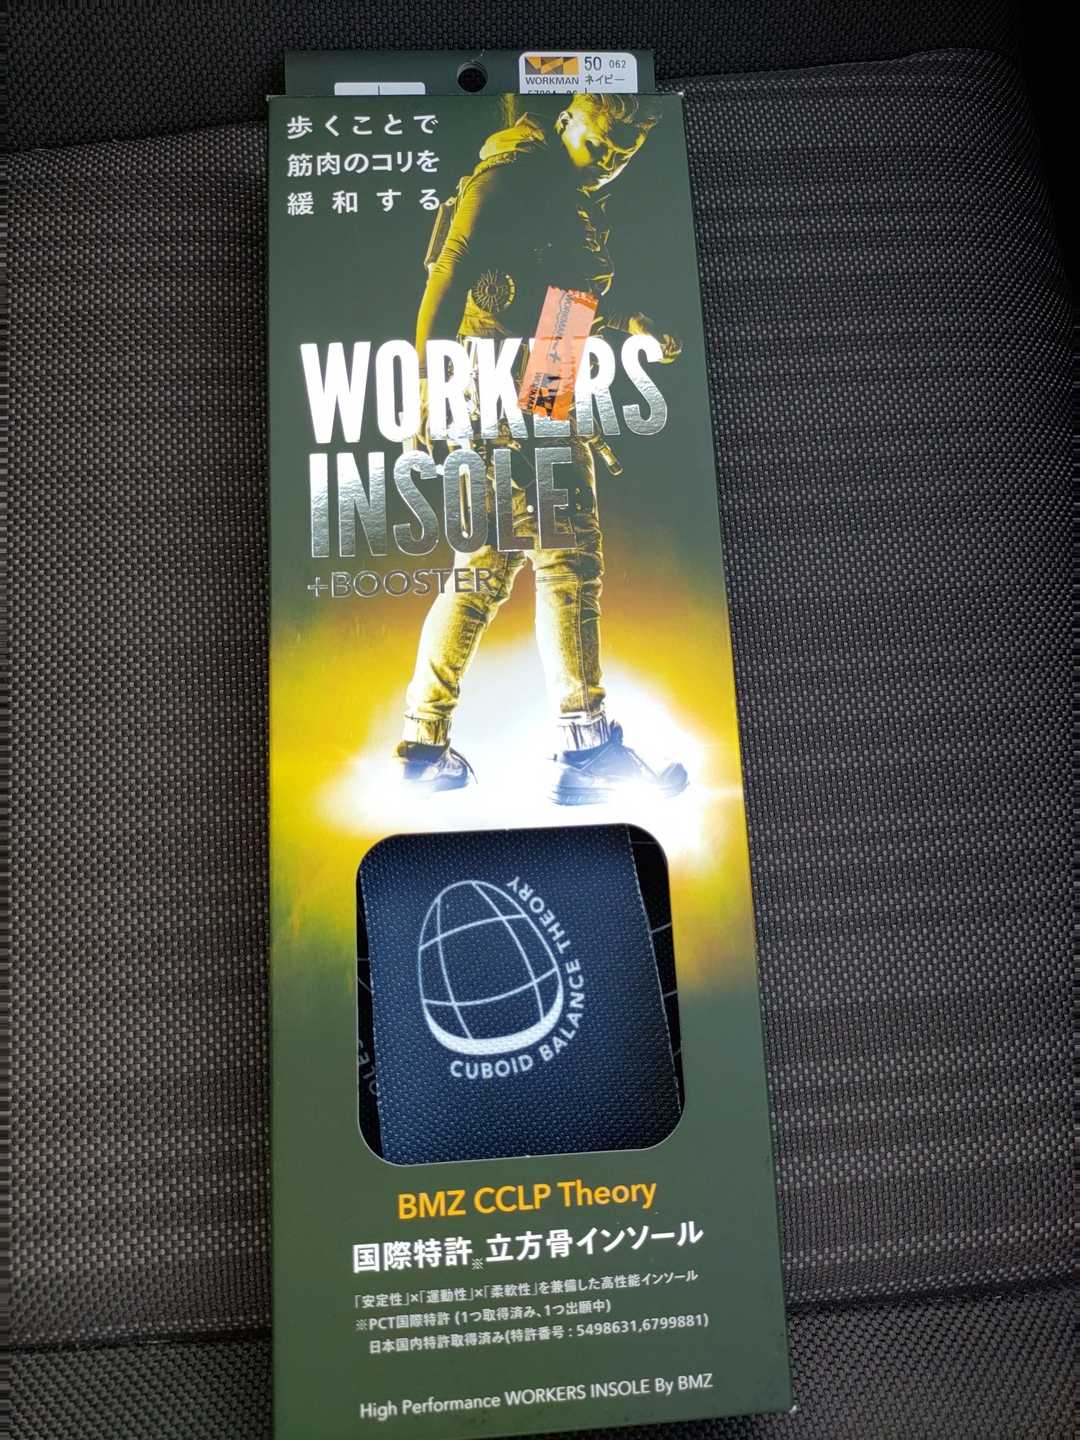 WORKMAN
50 062
ネイビー
L
歩くことで
筋肉のコリを
緩和する
WORKERS
INSOLE
+BOOSTER
CUBOID BALANCE THEORY
BMZ CCLP Theory
国際特許※立方骨インソール
「安定性」×「運動性」×「柔軟性」を兼備した高性能インソール
※PCT国際特許 (1つ取得済み、1つ出願中)
日本国内特許取得済み(特許番号 : 5498631,6799881)
High Performance WORKERS INSOLE By BMZ